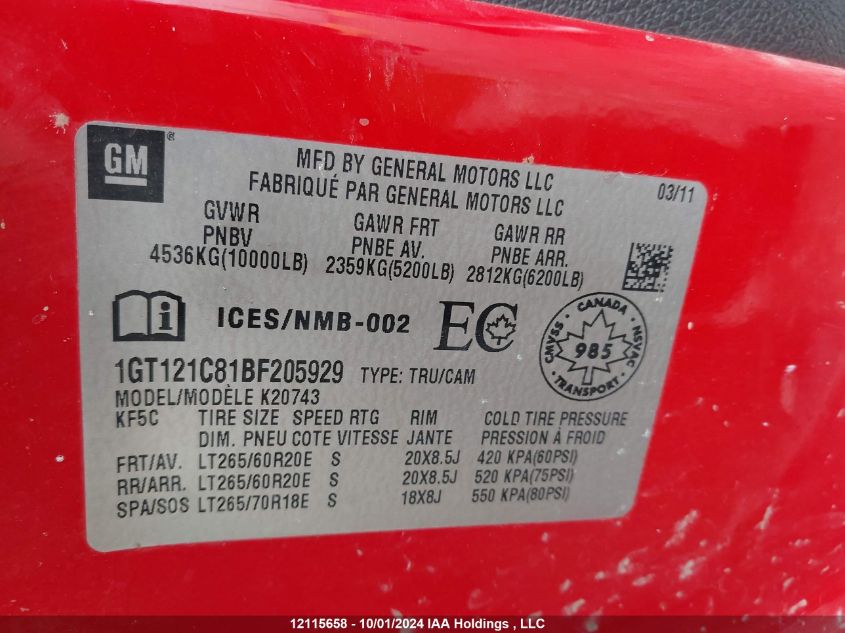 GM
MFD BY GENERAL MOTORS LLC
FABRIQUÉ PAR GENERAL MOTORS LLC
03/11
GVWR GAWR FRT GAWR RR
PNBV PNBE AV. PNBE ARR.
4536KG(10000LB) 2359KG(5200LB) 2812KG(6200LB)
ICES/NMB-002 EC
CANADA
CMVSS 985 NSVAC
TRANSPORT
1GT121C81BF205929 TYPE: TRU/CAM
MODEL/MODÈLE K20743
KF5C TIRE SIZE SPEED RTG RIM COLD TIRE PRESSURE
DIM. PNEU COTE VITESSE JANTE PRESSION À FROID
FRT/AV. LT265/60R20E S 20X8.5J 420 KPA(60PSI)
RR/ARR. LT265/60R20E S 20X8.5J 520 KPA(75PSI)
SPA/SOS LT265/70R18E S 18X8J 550 KPA(80PSI)
12115658 - 10/01/2024 IAA Holdings , LLC